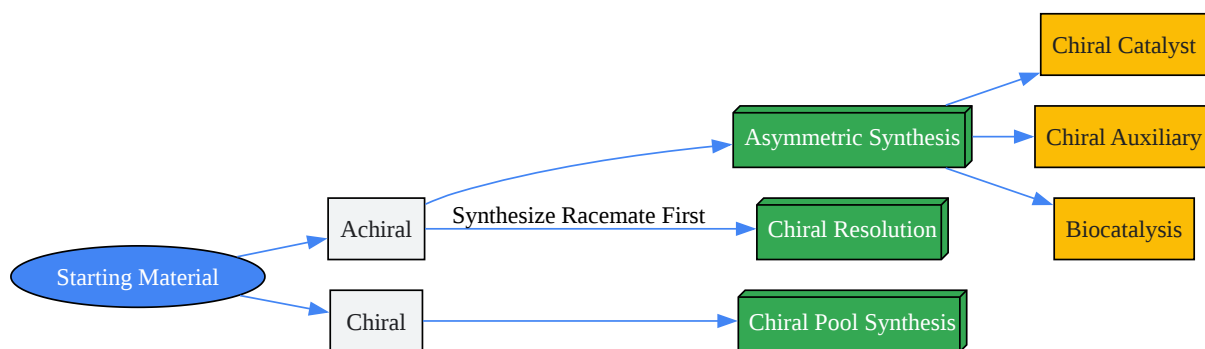 Starting Material
Achiral
Chiral
Synthesize Racemate First
Asymmetric Synthesis
Chiral Resolution
Chiral Pool Synthesis
Chiral Catalyst
Chiral Auxiliary
Biocatalysis